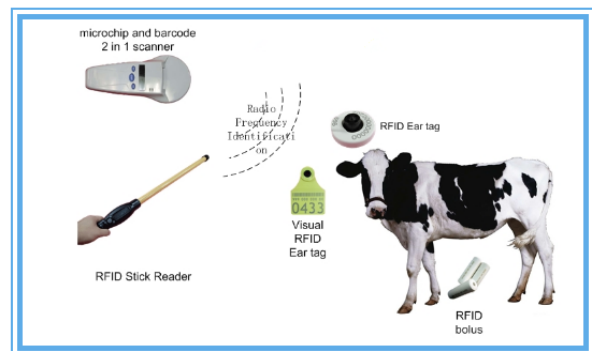 microchip and barcode
2 in 1 scanner
Radio
Frequency
Identificati
on
RFID Ear tag
0433
Visual
RFID
Ear tag
RFID Stick Reader
RFID
bolus